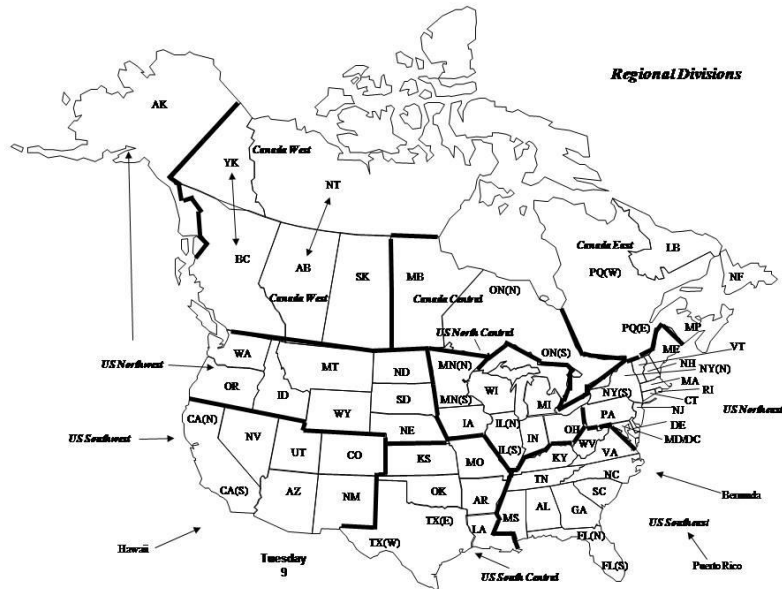 Regional Divisions
AK
Canada West
YK
NT
LB
Canada East
BC
AB
SK
MB
PQ(W)
NF
ON(N)
Canada West
Canada Central
PQ(E)
MP
US North Central
ME
VT
WA
MN(N)
ON(S)
US Northwest
MT
ND
NH
NY(N)
OR
WI
MA
ID
SD
MN(S)
MI
NY(S)
RI
WY
CT
CA(N)
NE
IA
IL(N)
PA
NJ
US Northeast
IN
OH
DE
US Southwest
NV
UT
CO
KS
MO
IL(S)
WV
MD/DC
KY
VA
CA(S)
AZ
NM
OK
AR
TN
NC
Bermuda
SC
TX(E)
MS
AL
GA
LA
US Southeast
Hawaii
TX(W)
FL(N)
Tuesday
9
US South Central
FL(S)
Puerto Rico